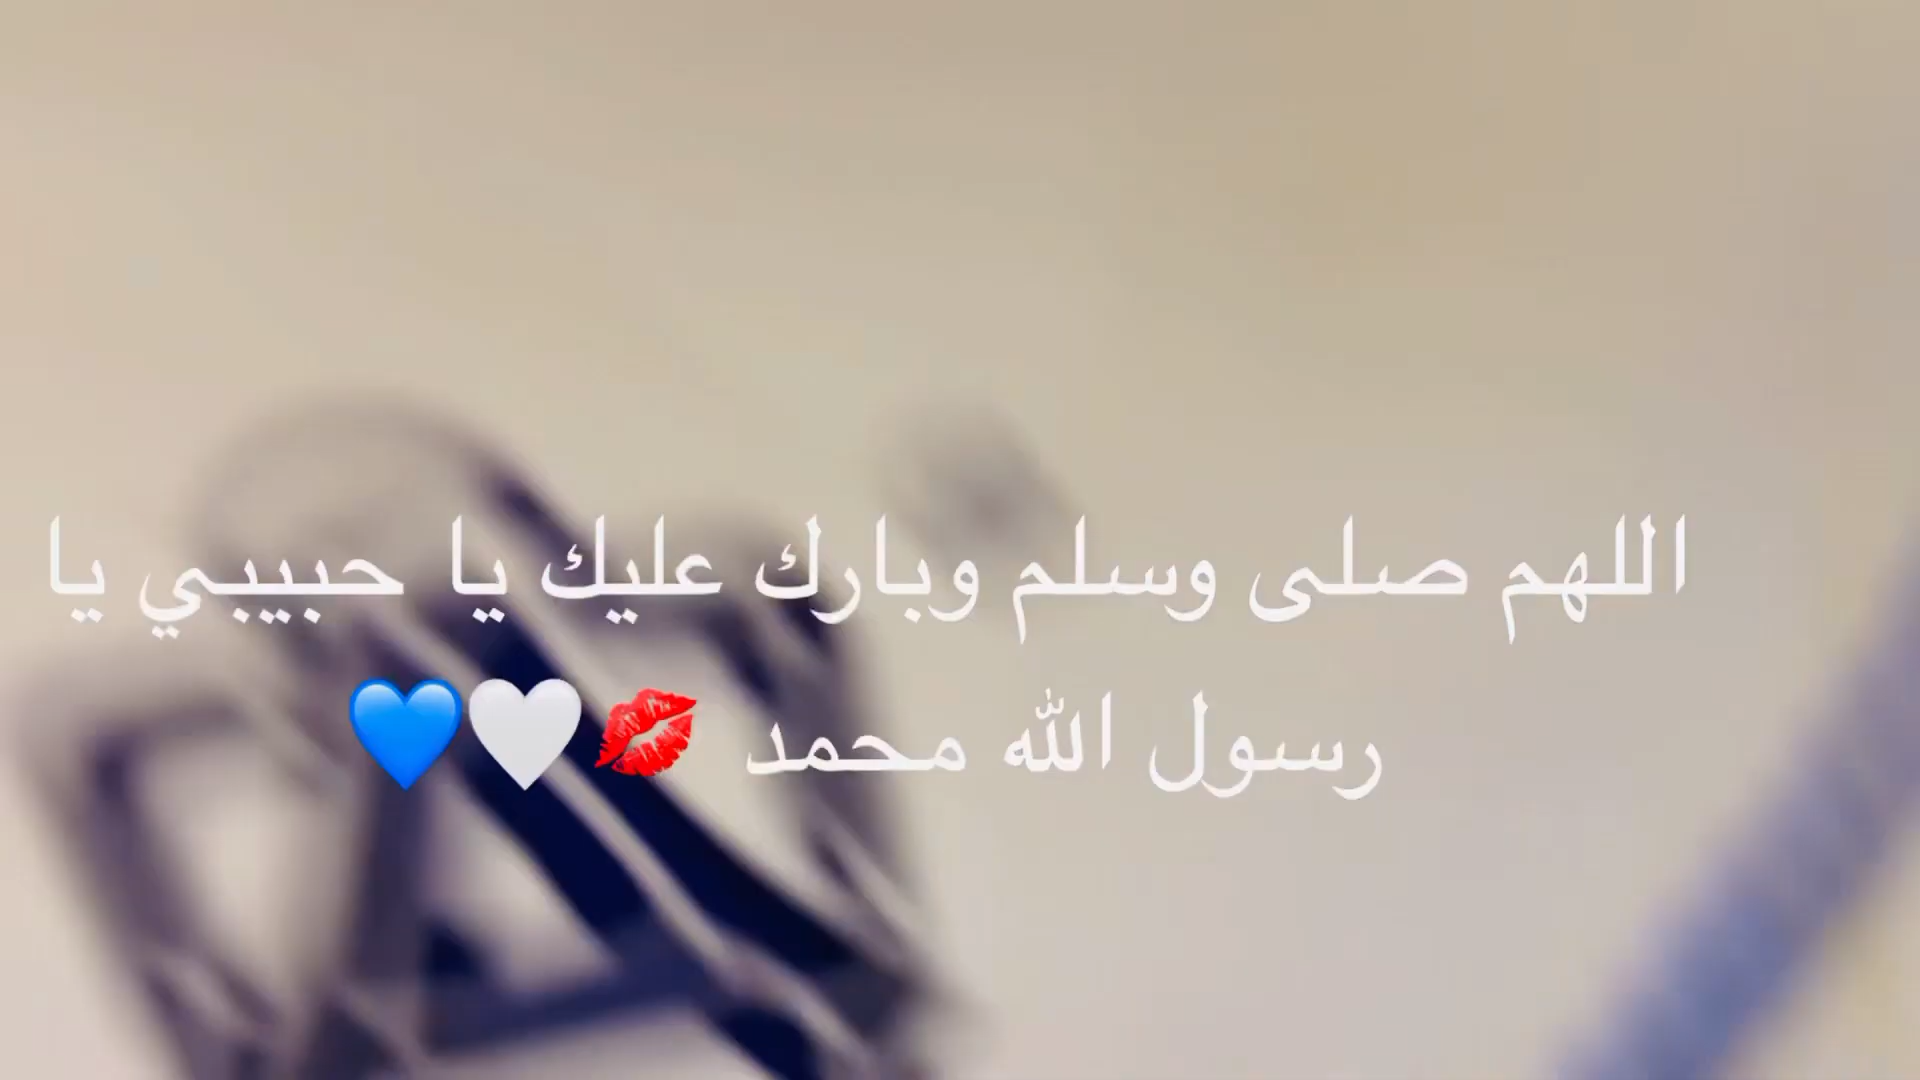 اللهم صلى وسلم وبارك عليك يا حبيبي يا
رسول الله محمد 💋🤍💙